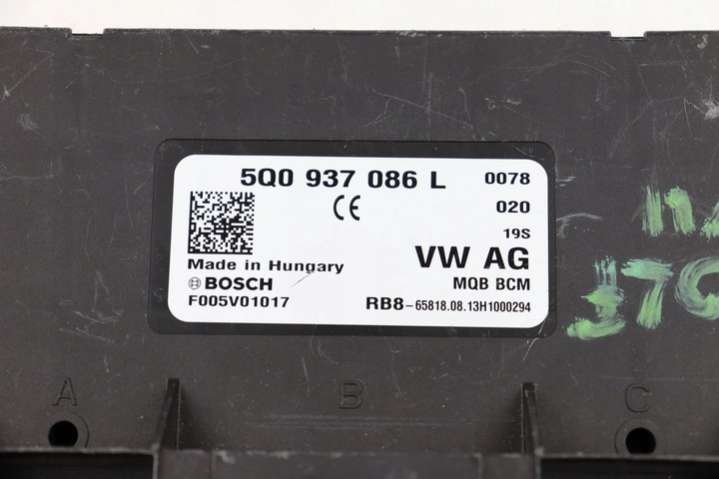 5Q0 937 086 L 0078
CE 020
19S
VW AG
Made in Hungary
BOSCH MQB BCM
F005V01017 RB8-65818.08.13H1000294
A B C